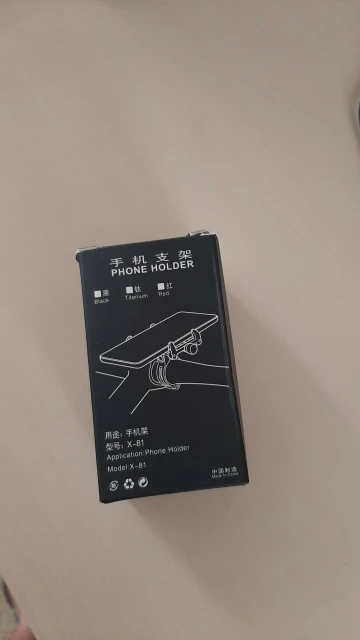 手机支架
PHONE HOLDER
黑 钛 红
Black Titanium Red
用途：手机架
型号：X-81
Application:Phone Holder
Model:X-81
中国制造
Made in China